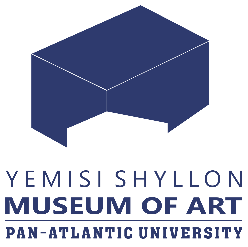 YEMISI SHYLLON
MUSEUM OF ART
PAN-ATLANTIC UNIVERSITY